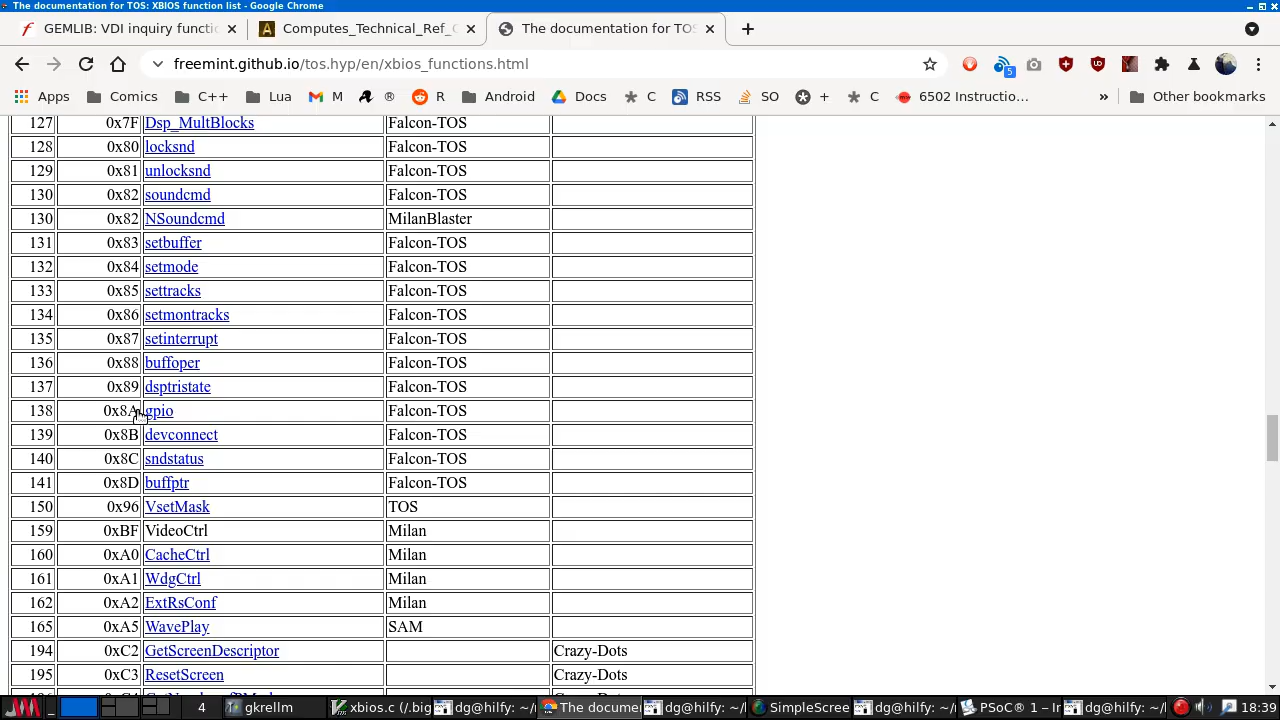 The documentation for TOS: XBIOS function list - Google Chrome
GEMLIB: VDI inquiry functi
Computes_Technical_Ref_
The documentation for TOS
freemint.github.io/tos.hyp/en/xbios_functions.html
5
Apps Comics C++ Lua M ® R Android Docs C RSS SO + C 6502 Instructio… » Other bookmarks
127 0x7F Dsp_MultBlocks Falcon-TOS
128 0x80 locksnd Falcon-TOS
129 0x81 unlocksnd Falcon-TOS
130 0x82 soundcmd Falcon-TOS
130 0x82 NSoundcmd MilanBlaster
131 0x83 setbuffer Falcon-TOS
132 0x84 setmode Falcon-TOS
133 0x85 settracks Falcon-TOS
134 0x86 setmontracks Falcon-TOS
135 0x87 setinterrupt Falcon-TOS
136 0x88 buffoper Falcon-TOS
137 0x89 dsptristate Falcon-TOS
138 0x8A gpio Falcon-TOS
139 0x8B devconnect Falcon-TOS
140 0x8C sndstatus Falcon-TOS
141 0x8D buffptr Falcon-TOS
150 0x96 VsetMask TOS
159 0xBF VideoCtrl Milan
160 0xA0 CacheCtrl Milan
161 0xA1 WdgCtrl Milan
162 0xA2 ExtRsConf Milan
165 0xA5 WavePlay SAM
194 0xC2 GetScreenDescriptor Crazy-Dots
195 0xC3 ResetScreen Crazy-Dots
4 gkrellm xbios.c (/.big dg@hilfy: ~/ The docume dg@hilfy: ~/ SimpleScree dg@hilfy: ~/ PSoC® 1 – In dg@hilfy: ~/ 18:39